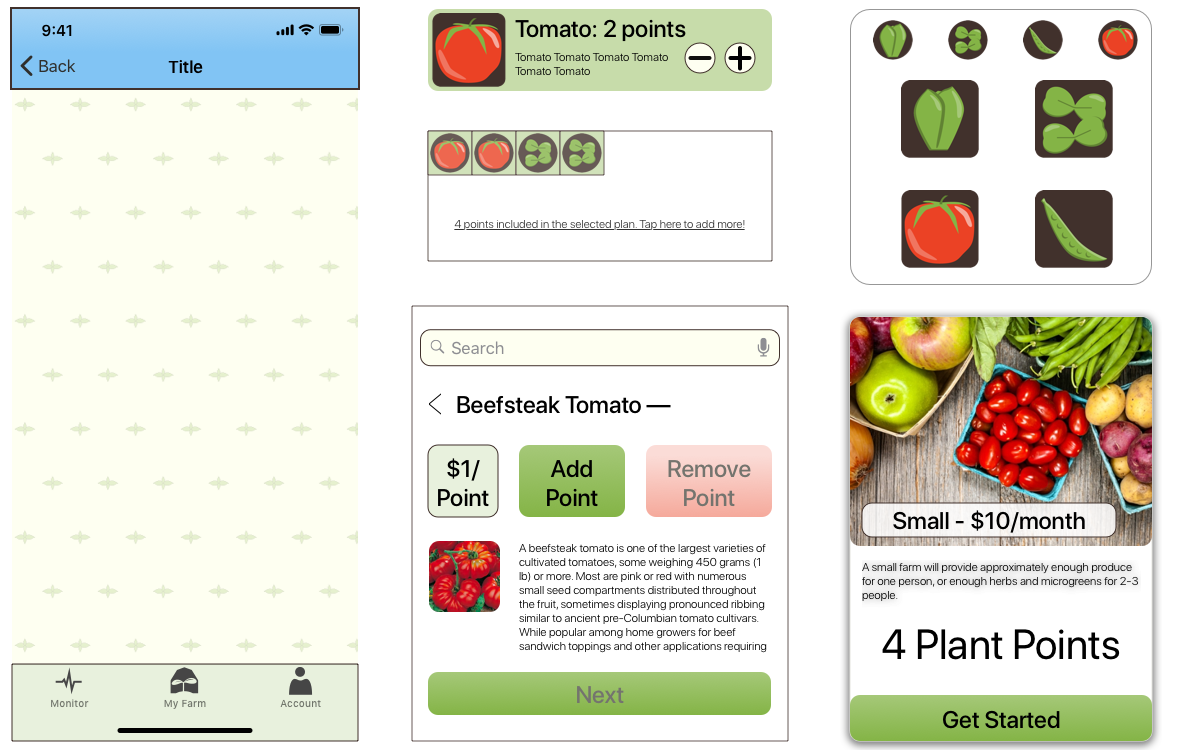 9:41
Back
Title
Monitor
My Farm
Account
Tomato: 2 points
Tomato Tomato Tomato Tomato
Tomato Tomato
4 points included in the selected plan. Tap here to add more!
Search
Beefsteak Tomato —
$1/
Point
Add
Point
Remove
Point
A beefsteak tomato is one of the largest varieties of
cultivated tomatoes, some weighing 450 grams (1
lb) or more. Most are pink or red with numerous
small seed compartments distributed throughout
the fruit, sometimes displaying pronounced ribbing
similar to ancient pre-Columbian tomato cultivars.
While popular among home growers for beef
sandwich toppings and other applications requiring
Next
Small - $10/month
A small farm will provide approximately enough produce
for one person, or enough herbs and microgreens for 2-3
people.
4 Plant Points
Get Started